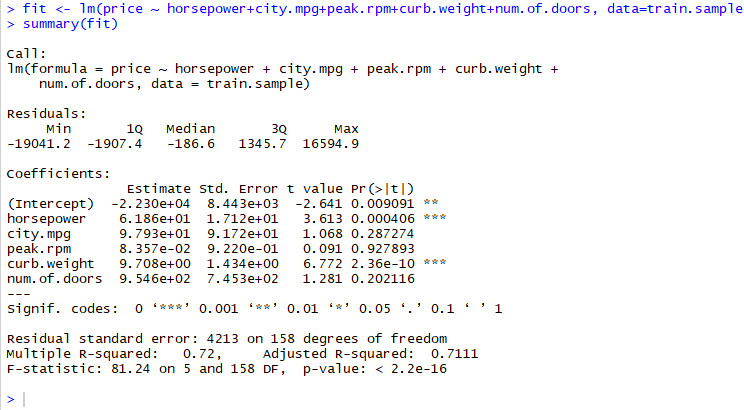 > fit <- lm(price ~ horsepower+city.mpg+peak.rpm+curb.weight+num.of.doors, data=train.sample
> summary(fit)
Call:
lm(formula = price ~ horsepower + city.mpg + peak.rpm + curb.weight +
    num.of.doors, data = train.sample)
Residuals:
     Min       1Q   Median       3Q      Max
-19041.2  -1907.4   -186.6   1345.7  16594.9
Coefficients:
               Estimate Std. Error t value Pr(>|t|)
(Intercept)  -2.230e+04  8.443e+03  -2.641 0.009091 **
horsepower    6.186e+01  1.712e+01   3.613 0.000406 ***
city.mpg      9.793e+01  9.172e+01   1.068 0.287274
peak.rpm      8.357e-02  9.220e-01   0.091 0.927893
curb.weight   9.708e+00  1.434e+00   6.772 2.36e-10 ***
num.of.doors  9.546e+02  7.453e+02   1.281 0.202116
---
Signif. codes:  0 ‘***’ 0.001 ‘**’ 0.01 ‘*’ 0.05 ‘.’ 0.1 ‘ ’ 1
Residual standard error: 4213 on 158 degrees of freedom
Multiple R-squared:   0.72,     Adjusted R-squared:  0.7111
F-statistic: 81.24 on 5 and 158 DF,  p-value: < 2.2e-16
>